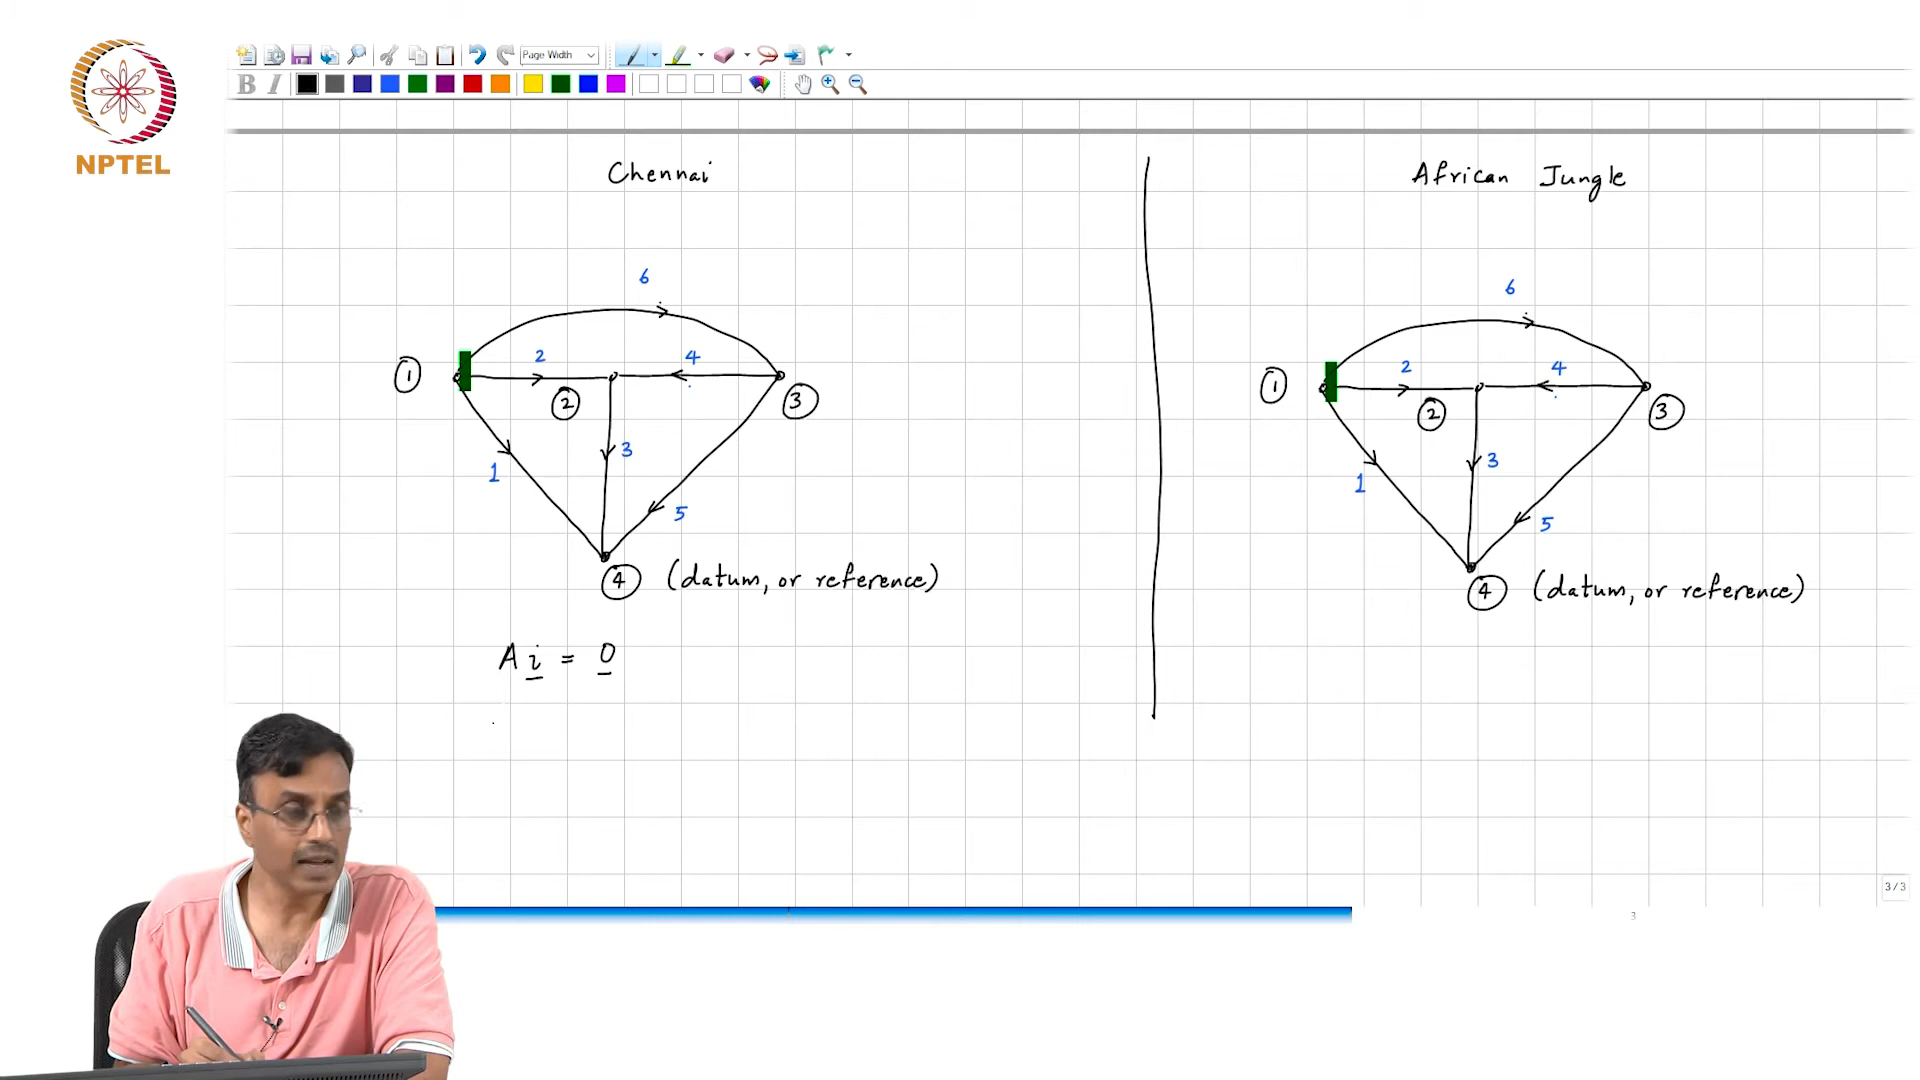 Page Width
B I
NPTEL
Chennai
African Jungle
6
6
1 2 4
2 3
1 2 4
2 3
3
1 5
3
1 5
4 (datum, or reference)
4 (datum, or reference)
A i = 0
3/3
3